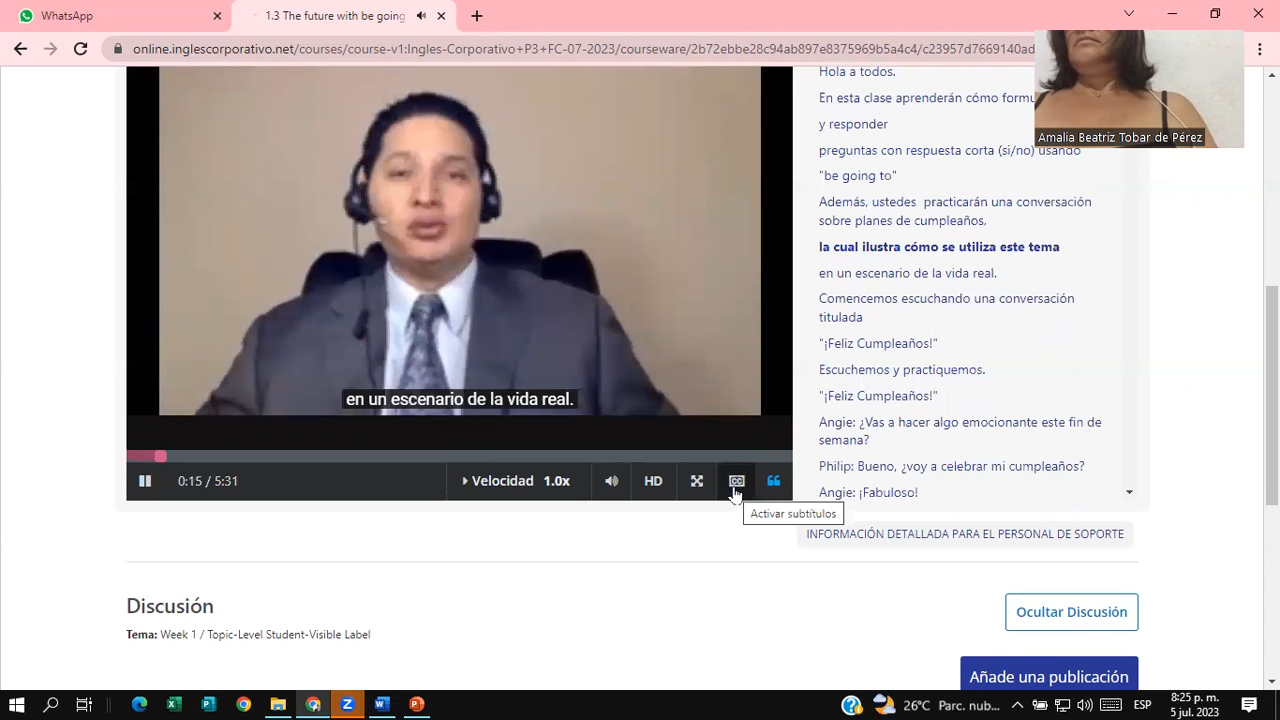 WhatsApp
1.3 The future with be going
online.inglescorporativo.net/courses/course-v1:Ingles-Corporativo+P3+FC-07-2023/courseware/2b72ebbe28c94ab897e8375969b5a4c4/c23957d7669140ad
Hola a todos.
En esta clase aprenderán cómo formu
y responder
preguntas con respuesta corta (si/no) usando
"be going to"
Además, ustedes practicarán una conversación
sobre planes de cumpleaños,
la cual ilustra cómo se utiliza este tema
en un escenario de la vida real.
Comencemos escuchando una conversación
titulada
"¡Feliz Cumpleaños!"
Escuchemos y practiquemos.
"¡Feliz Cumpleaños!"
Angie: ¿Vas a hacer algo emocionante este fin de
semana?
Philip: Bueno, ¿voy a celebrar mi cumpleaños?
Angie: ¡Fabuloso!
Amalia Beatriz Tobar de Pérez
en un escenario de la vida real.
0:15 / 5:31
Velocidad 1.0x
HD
CC
Activar subtítulos
INFORMACIÓN DETALLADA PARA EL PERSONAL DE SOPORTE
Discusión
Ocultar Discusión
Tema: Week 1 / Topic-Level Student-Visible Label
Añade una publicación
26°C Parc. nub...
ESP
8:25 p. m.
5 jul. 2023